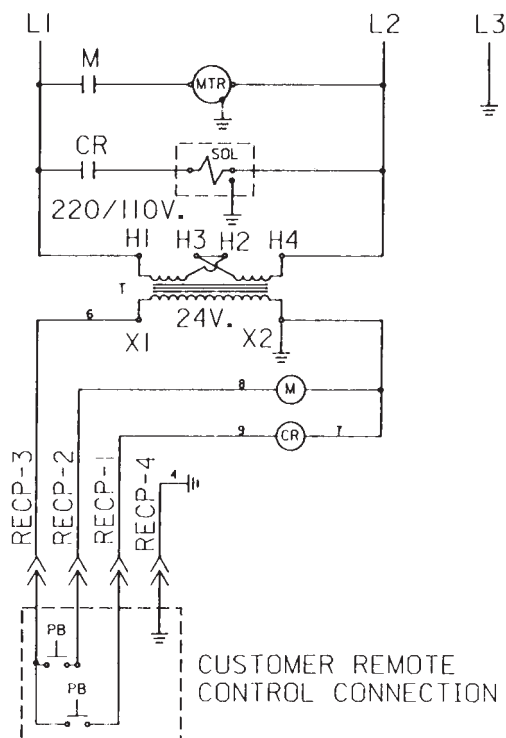 L1 L2 L3
M
MTR
CR
SOL
220/110V.
H1 H3 H2 H4
T
6
24V.
X1 X2
8 M
9 CR 7
RECP-3
RECP-2
RECP-1
RECP-4
4
PB
PB
CUSTOMER REMOTE
CONTROL CONNECTION